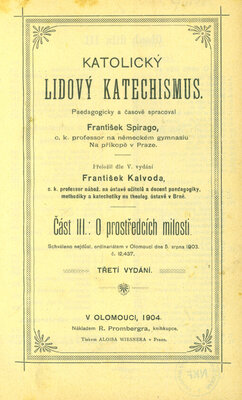 KATOLICKÝ
LIDOVÝ KATECHISMUS.
Paedagogicky a časově spracoval
František Spirago,
c. k. professor na německém gymnasiu
Na příkopě v Praze.
Přeložil dle V. vydání
František Kalvoda,
c. k. professor nábož. na ústavě učitelů a docent paedagogiky,
methodiky a katechetiky na theolog. ústavě v Brně.
Část III.: O prostředcích milosti
Schváleno nejdůst. ordinariátem v Olomouci dne 5. srpna 1903.
č. 12,437.
TŘETÍ VYDÁNÍ.
V OLOMOUCI, 1904.
Nákladem R. Prombergra, knihkupce.
Tiskem ALOISA WIESNERA v Praze.